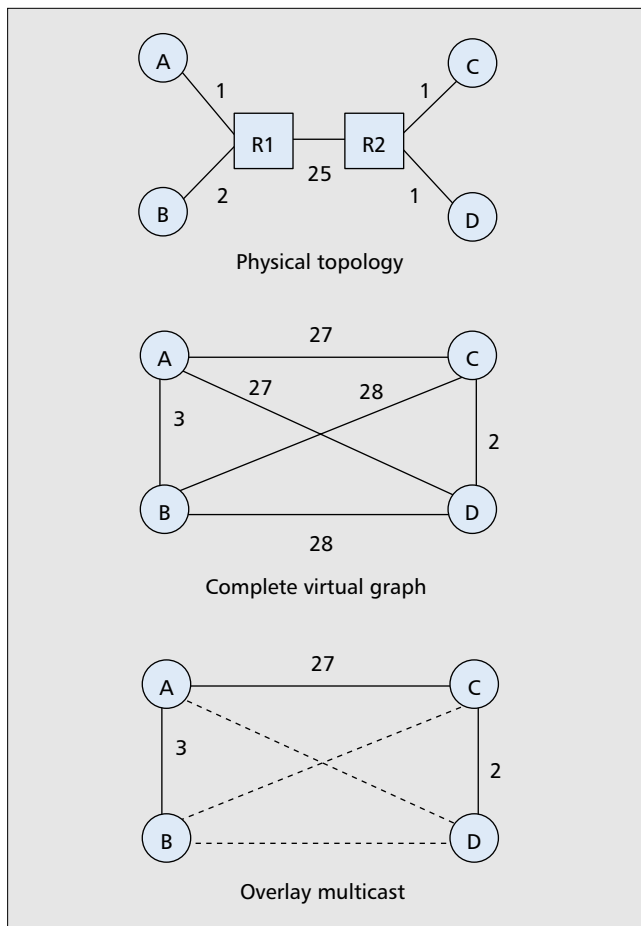 A
C
1
1
R1
R2
25
2
1
B
D
Physical topology
27
A
C
27
28
3
2
B
D
28
Complete virtual graph
27
A
C
3
2
B
D
Overlay multicast